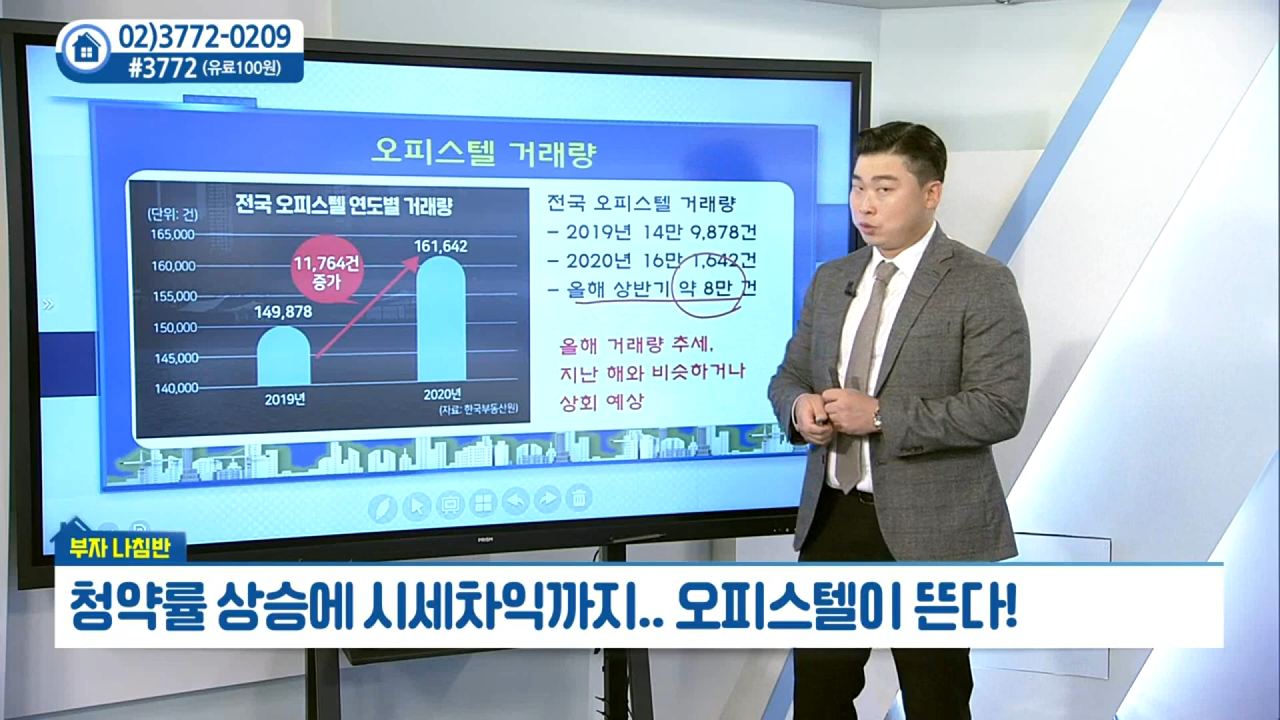 02)3772-0209
#3772 (유료100원)
오피스텔 거래량
전국 오피스텔 연도별 거래량
(단위: 건)
165,000
160,000
155,000
150,000
145,000
140,000
11,764건
증가
149,878
161,642
2019년
2020년
(자료: 한국부동산원)
전국 오피스텔 거래량
- 2019년 14만 9,878건
- 2020년 16만 1,642건
- 올해 상반기 약 8만 건
올해 거래량 추세,
지난 해와 비슷하거나
상회 예상
PRISM
부자 나침반
청약률 상승에 시세차익까지.. 오피스텔이 뜬다!